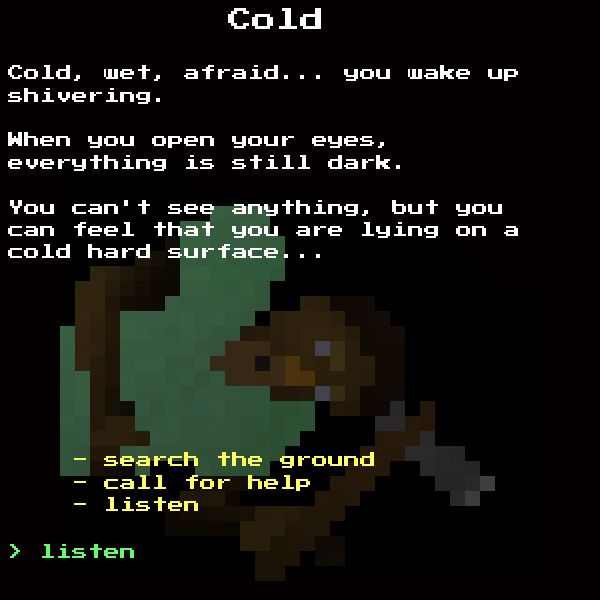 Cold
Cold, wet, afraid... you wake up
shivering.
When you open your eyes,
everything is still dark.
You can't see anything, but you
can feel that you are lying on a
cold hard surface...
- search the ground
- call for help
- listen
> listen